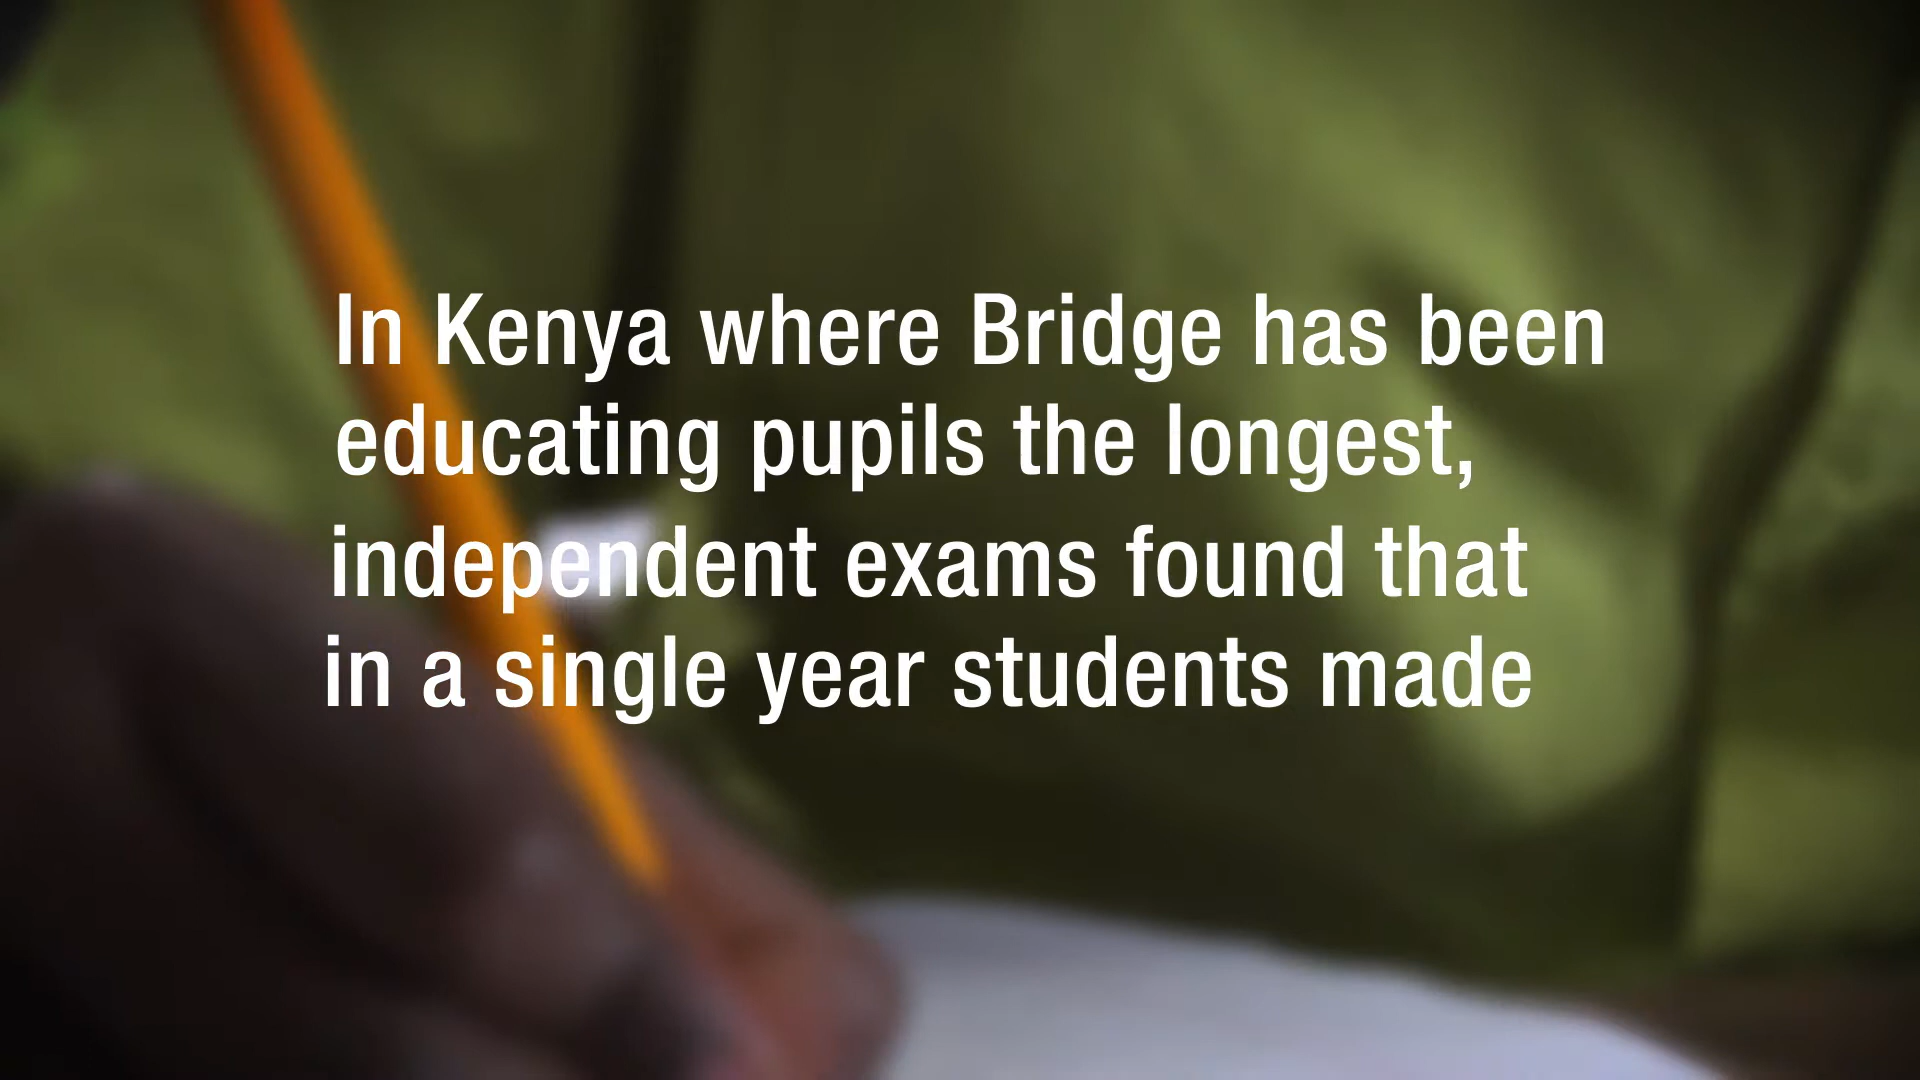 In Kenya where Bridge has been
educating pupils the longest,
independent exams found that
in a single year students made